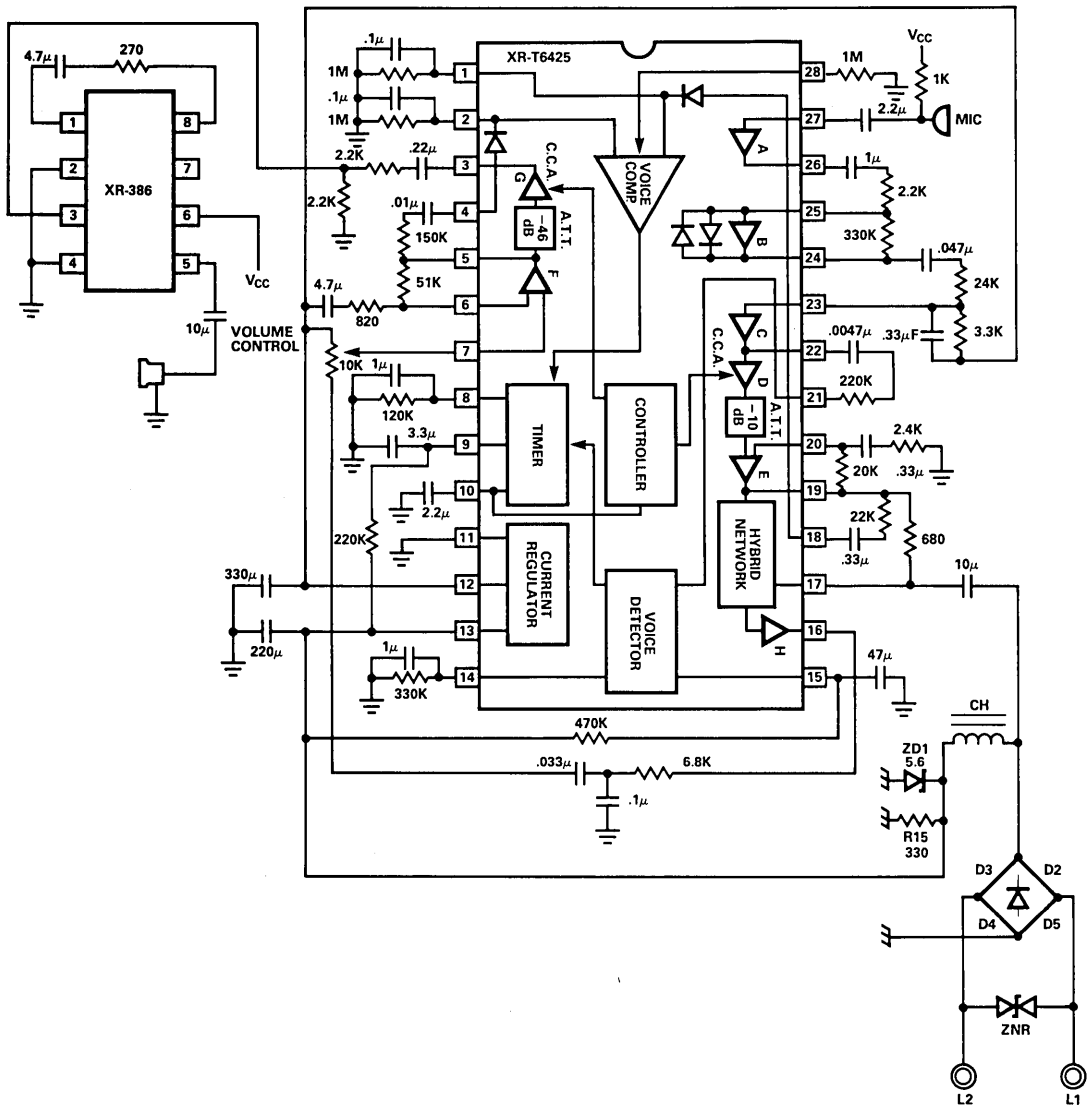 4.7μ
270
1
8
2
7
3
6
4
5
XR-386
VCC
10μ
VOLUME
CONTROL
XR-T6425
.1μ
1M
.1μ
1M
2.2K
.22μ
2.2K
.01μ
150K
51K
4.7μ
820
10K
1μ
120K
3.3μ
2.2μ
220K
330μ
220μ
1μ
330K
1
2
3
4
5
6
7
8
9
10
11
12
13
14
C.C.A.
G
A.T.T.
−46
dB
F
VOICE
COMP.
TIMER
CONTROLLER
CURRENT
REGULATOR
VOICE
DETECTOR
A
B
C
C.C.A.
D
A.T.T.
−10
dB
E
HYBRID
NETWORK
H
28
27
26
25
24
23
22
21
20
19
18
17
16
15
1M
VCC
1K
2.2μ
MIC
1μ
2.2K
330K
.047μ
24K
3.3K
.33μF
.0047μ
220K
2.4K
20K
.33μ
22K
.33μ
680
10μ
47μ
470K
.033μ
6.8K
.1μ
CH
ZD1
5.6
R15
330
D3
D2
D4
D5
ZNR
L2
L1